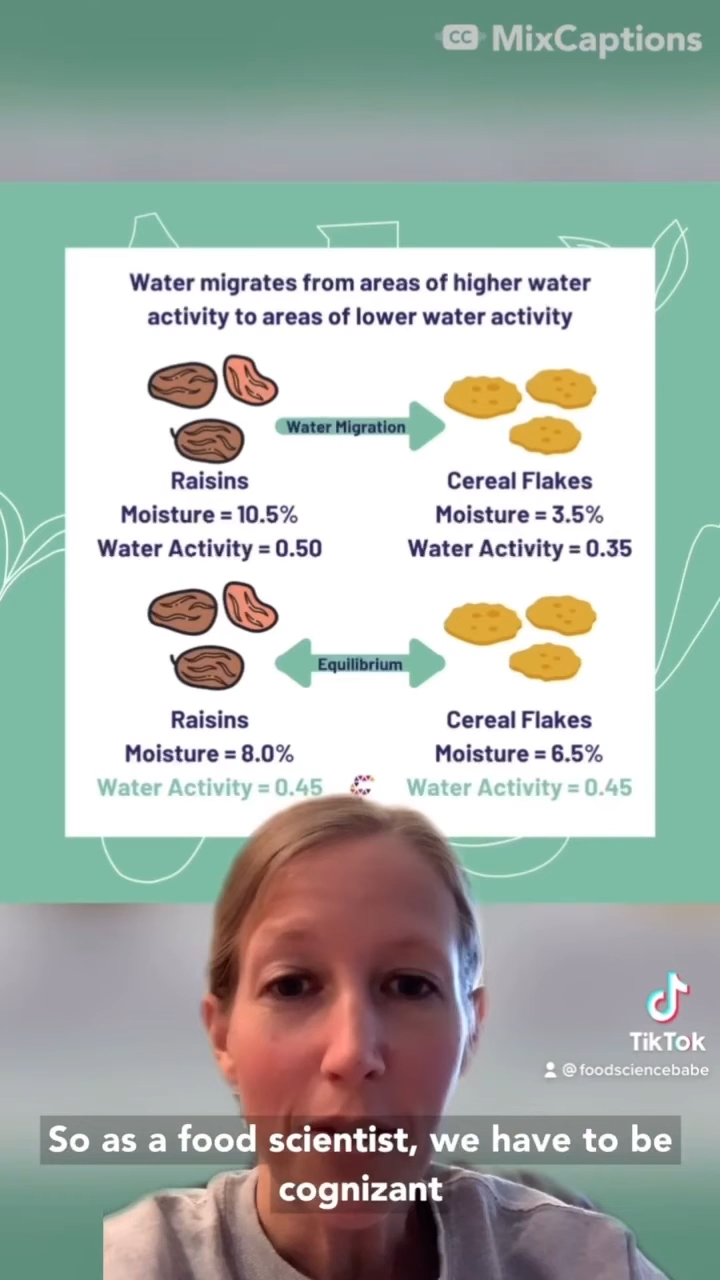 CC MixCaptions
Water migrates from areas of higher water
activity to areas of lower water activity
Water Migration
Raisins
Moisture = 10.5%
Water Activity = 0.50
Cereal Flakes
Moisture = 3.5%
Water Activity = 0.35
Equilibrium
Raisins
Moisture = 8.0%
Water Activity = 0.45
Cereal Flakes
Moisture = 6.5%
Water Activity = 0.45
TikTok
@foodsciencebabe
So as a food scientist, we have to be
cognizant